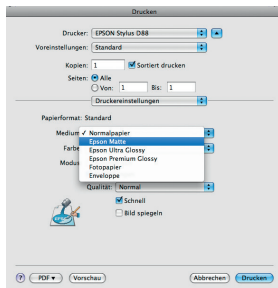 Drucken
Drucker: EPSON Stylus D88
Voreinstellungen: Standard
Kopien: 1 Sortiert drucken
Seiten: Alle
Von: 1 Bis: 1
Druckereinstellungen
Papierformat: Standard
Medium Normalpapier
Epson Matte
Farbe Epson Ultra Glossy
Epson Premium Glossy
Modus Fotopapier
Enveloppe
Qualität: Normal
Schnell
Bild spiegeln
? PDF Vorschau Abbrechen Drucken